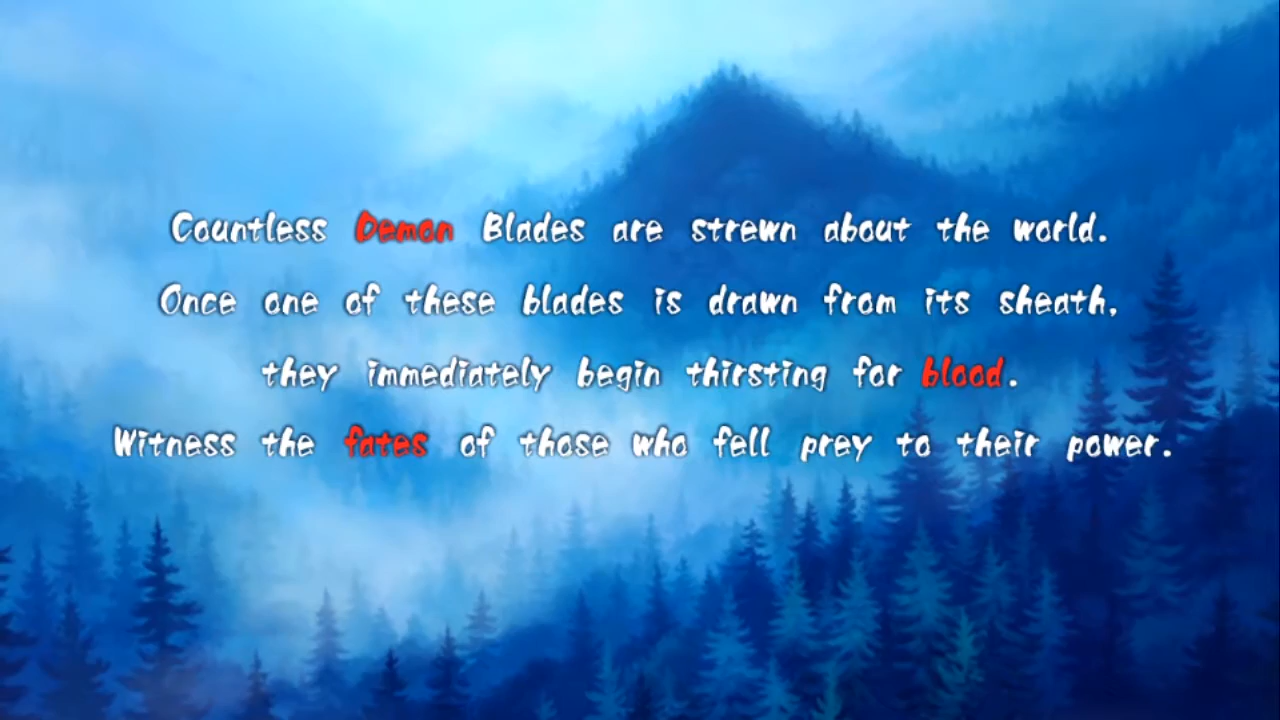 Countless Demon Blades are strewn about the world.
Once one of these blades is drawn from its sheath,
they immediately begin thirsting for blood.
Witness the fates of those who fell prey to their power.